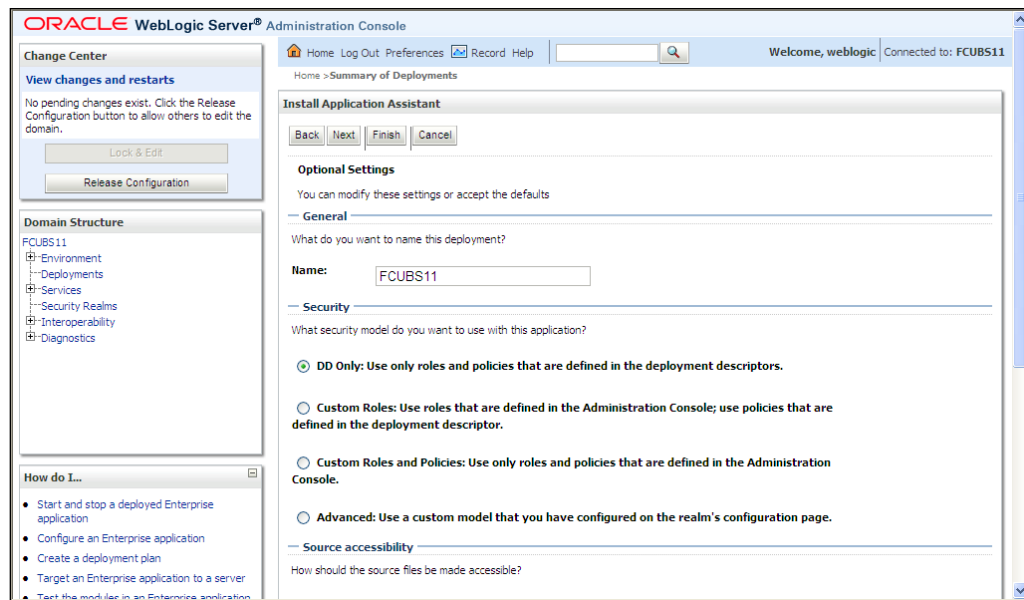 ORACLE WebLogic Server® Administration Console
Change Center
View changes and restarts
No pending changes exist. Click the Release
Configuration button to allow others to edit the
domain.
Lock & Edit
Release Configuration
Domain Structure
FCUBS11
Environment
Deployments
Services
Security Realms
Interoperability
Diagnostics
How do I...
Start and stop a deployed Enterprise
application
Configure an Enterprise application
Create a deployment plan
Target an Enterprise application to a server
Test the modules in an Enterprise application
Home Log Out Preferences Record Help
Welcome, weblogic Connected to: FCUBS11
Home >Summary of Deployments
Install Application Assistant
Back Next Finish Cancel
Optional Settings
You can modify these settings or accept the defaults
General
What do you want to name this deployment?
Name: FCUBS11
Security
What security model do you want to use with this application?
DD Only: Use only roles and policies that are defined in the deployment descriptors.
Custom Roles: Use roles that are defined in the Administration Console; use policies that are
defined in the deployment descriptor.
Custom Roles and Policies: Use only roles and policies that are defined in the Administration
Console.
Advanced: Use a custom model that you have configured on the realm's configuration page.
Source accessibility
How should the source files be made accessible?